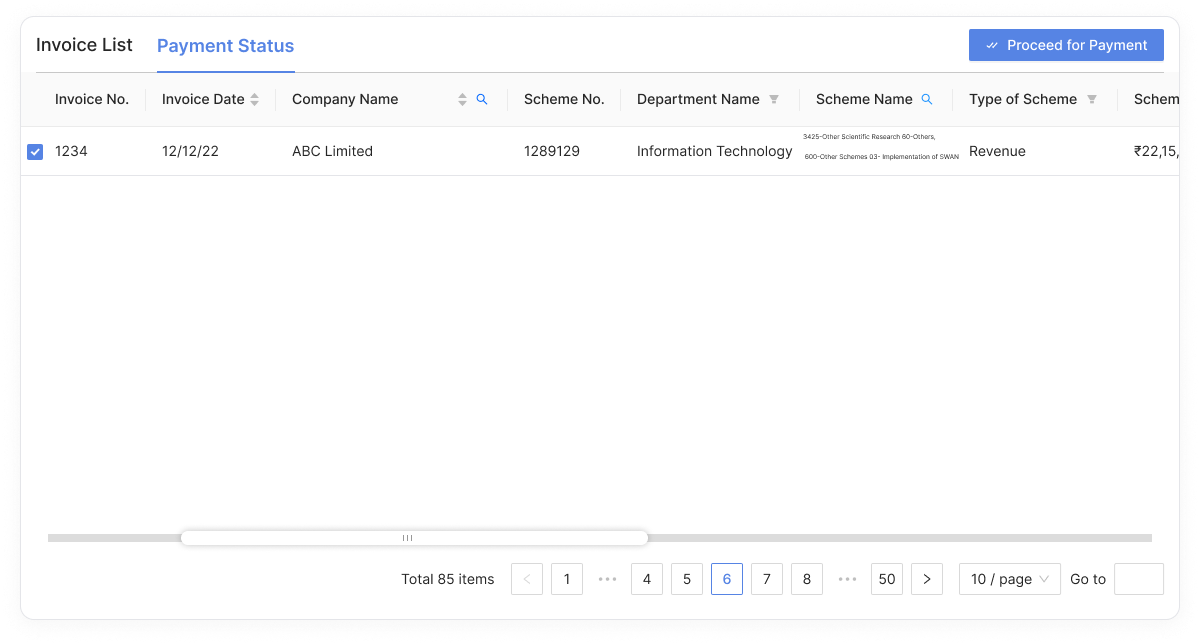 Invoice List Payment Status Proceed for Payment
Invoice No. Invoice Date Company Name Scheme No. Department Name Scheme Name Type of Scheme Schem
1234 12/12/22 ABC Limited 1289129 Information Technology 3425-Other Scientific Research 60-Others, Revenue ₹22,15,
600-Other Schemes 03- Implementation of SWAN
Total 85 items 1 ••• 4 5 6 7 8 ••• 50 10 / page Go to